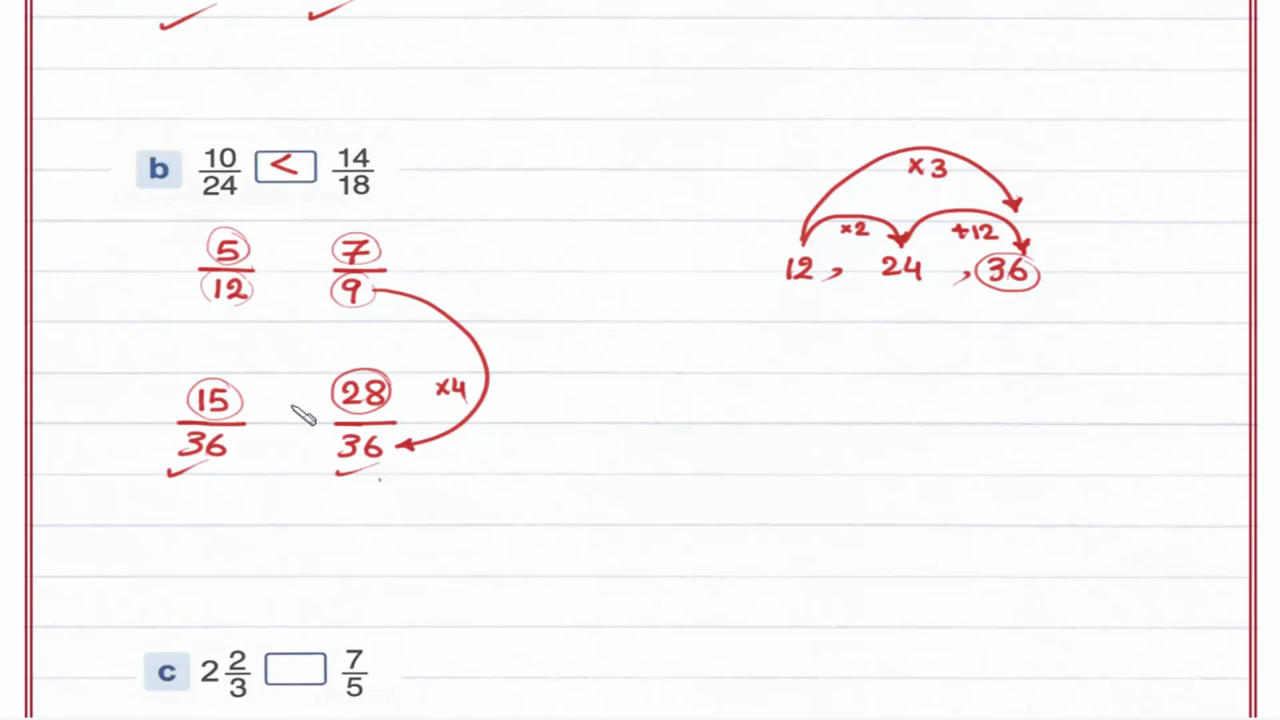 b 10/24 < 14/18
×3
×2 +12
12 , 24 , 36
5/12 7/9
×4
15/36 28/36
c 2 2/3 7/5